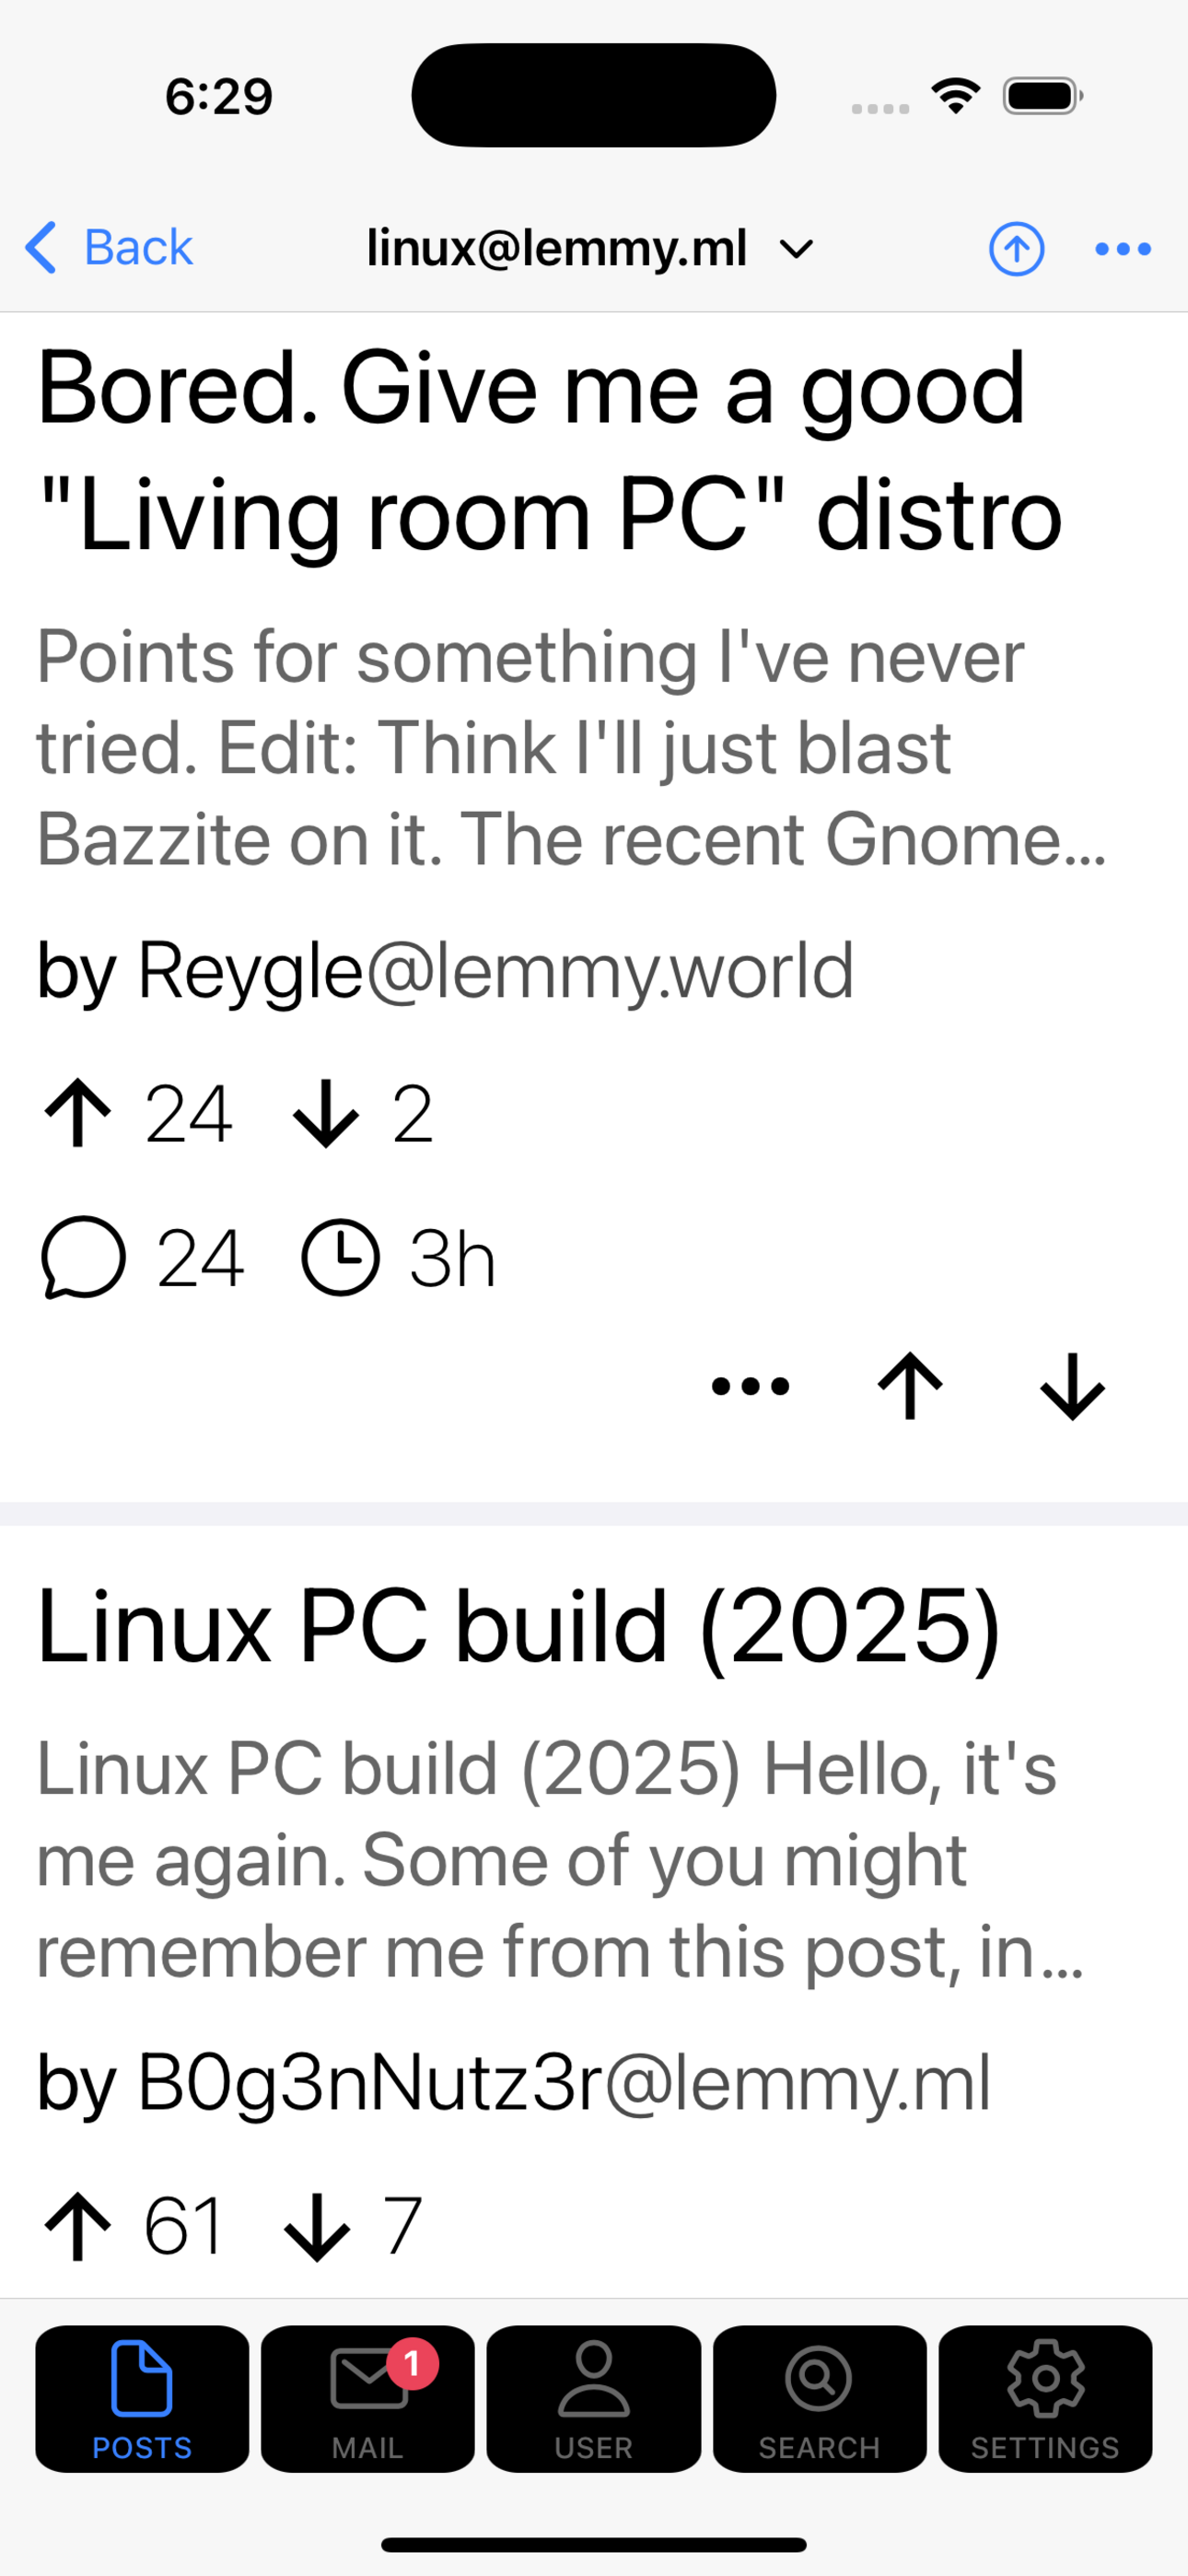 6:29
Back
linux@lemmy.ml
Bored. Give me a good
"Living room PC" distro
Points for something I've never
tried. Edit: Think I'll just blast
Bazzite on it. The recent Gnome...
by Reygle@lemmy.world
24 2
24 3h
Linux PC build (2025)
Linux PC build (2025) Hello, it's
me again. Some of you might
remember me from this post, in...
by B0g3nNutz3r@lemmy.ml
61 7
1
POSTS MAIL USER SEARCH SETTINGS